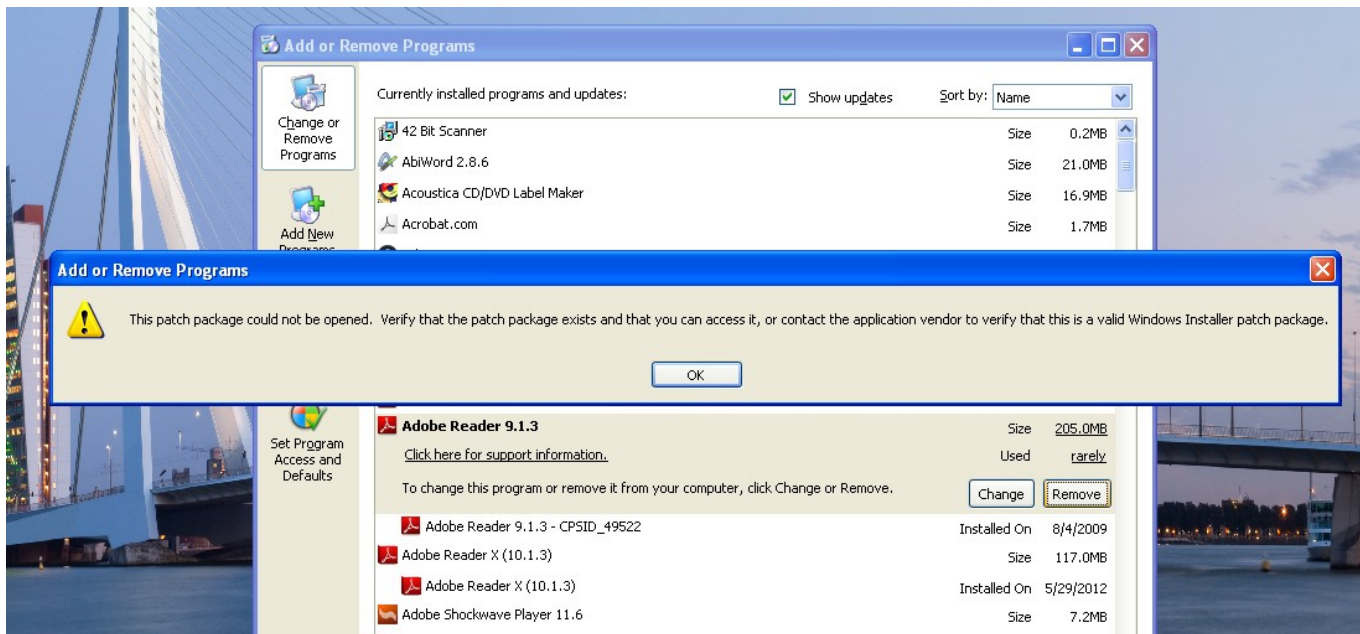 Add or Remove Programs
Change or
Remove
Programs
Add New
Programs
Currently installed programs and updates:
Show updates
Sort by: Name
42 Bit Scanner Size 0.2MB
AbiWord 2.8.6 Size 21.0MB
Acoustica CD/DVD Label Maker Size 16.9MB
Acrobat.com Size 1.7MB
Add or Remove Programs
This patch package could not be opened. Verify that the patch package exists and that you can access it, or contact the application vendor to verify that this is a valid Windows Installer patch package.
OK
Set Program
Access and
Defaults
Adobe Reader 9.1.3 Size 205.0MB
Click here for support information. Used rarely
To change this program or remove it from your computer, click Change or Remove. Change Remove
Adobe Reader 9.1.3 - CPSID_49522 Installed On 8/4/2009
Adobe Reader X (10.1.3) Size 117.0MB
Adobe Reader X (10.1.3) Installed On 5/29/2012
Adobe Shockwave Player 11.6 Size 7.2MB